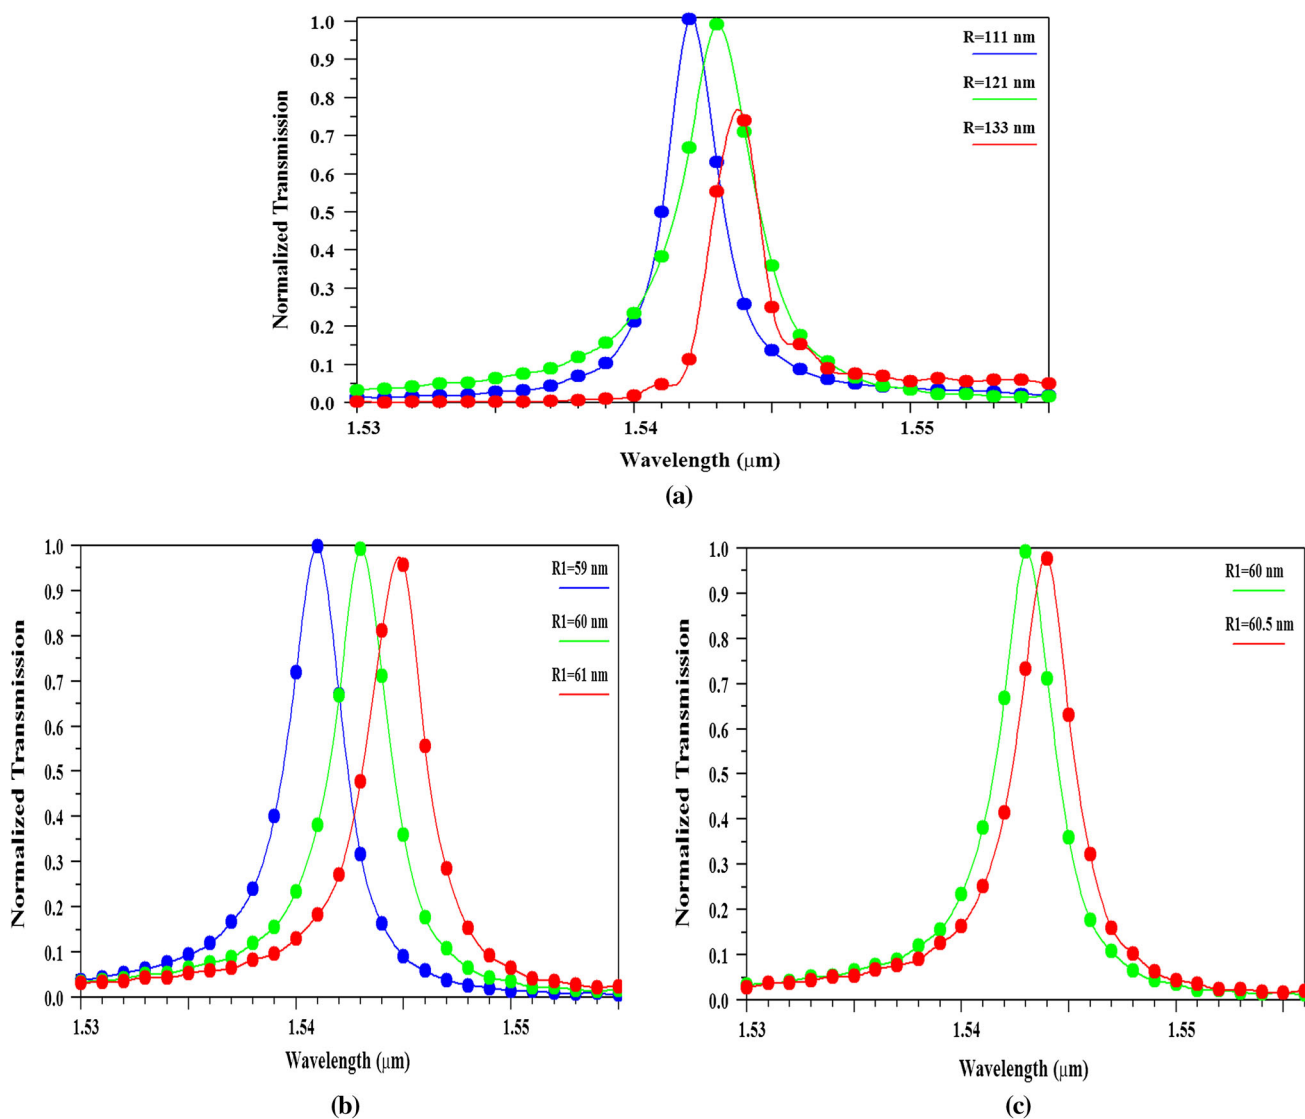 1.0
0.9
0.8
0.7
0.6
0.5
0.4
0.3
0.2
0.1
0.0
Normalized Transmission
R=111 nm
R=121 nm
R=133 nm
1.53
1.54
1.55
Wavelength (μm)
(a)
1.0
0.9
0.8
0.7
0.6
0.5
0.4
0.3
0.2
0.1
0.0
Normalized Transmission
R1=59 nm
R1=60 nm
R1=61 nm
1.53
1.54
1.55
Wavelength (μm)
(b)
1.0
0.9
0.8
0.7
0.6
0.5
0.4
0.3
0.2
0.1
0.0
Normalized Transmission
R1=60 nm
R1=60.5 nm
1.53
1.54
1.55
Wavelength (μm)
(c)